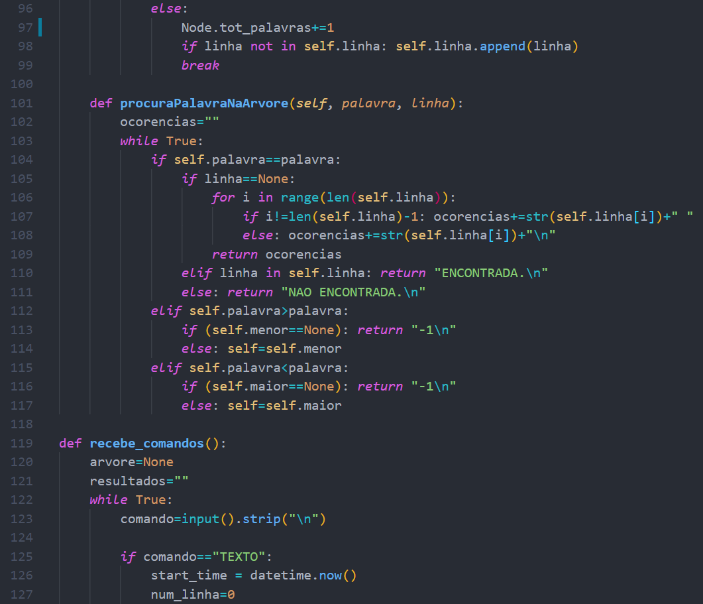 96 else:
97 Node.tot_palavras+=1
98 if linha not in self.linha: self.linha.append(linha)
99 break
100
101 def procuraPalavraNaArvore(self, palavra, linha):
102 ocorencias=""
103 while True:
104 if self.palavra==palavra:
105 if linha==None:
106 for i in range(len(self.linha)):
107 if i!=len(self.linha)-1: ocorencias+=str(self.linha[i])+" "
108 else: ocorencias+=str(self.linha[i])+"\n"
109 return ocorencias
110 elif linha in self.linha: return "ENCONTRADA.\n"
111 else: return "NAO ENCONTRADA.\n"
112 elif self.palavra>palavra:
113 if (self.menor==None): return "-1\n"
114 else: self=self.menor
115 elif self.palavra<palavra:
116 if (self.maior==None): return "-1\n"
117 else: self=self.maior
118
119 def recebe_comandos():
120 arvore=None
121 resultados=""
122 while True:
123 comando=input().strip("\n")
124
125 if comando=="TEXTO":
126 start_time = datetime.now()
127 num_linha=0